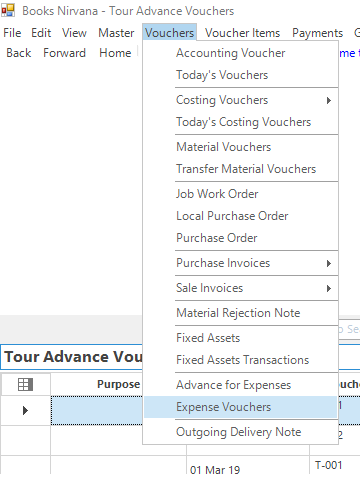 Books Nirvana - Tour Advance Vouchers
File Edit View Master Vouchers Voucher Items Payments
Back Forward Home
Accounting Voucher
Today's Vouchers
Costing Vouchers
Today's Costing Vouchers
Material Vouchers
Transfer Material Vouchers
Job Work Order
Local Purchase Order
Purchase Order
Purchase Invoices
Sale Invoices
Material Rejection Note
Fixed Assets
Fixed Assets Transactions
Advance for Expenses
Expense Vouchers
Outgoing Delivery Note
Tour Advance Vou
Purpose
01 Mar 19 T-001